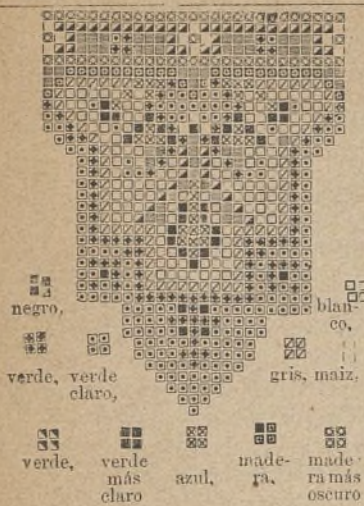 negro, blan-
co,
verde, verde gris, maiz,
claro,
verde, verde azul, made- made-
más ra, ra más
claro oscuro